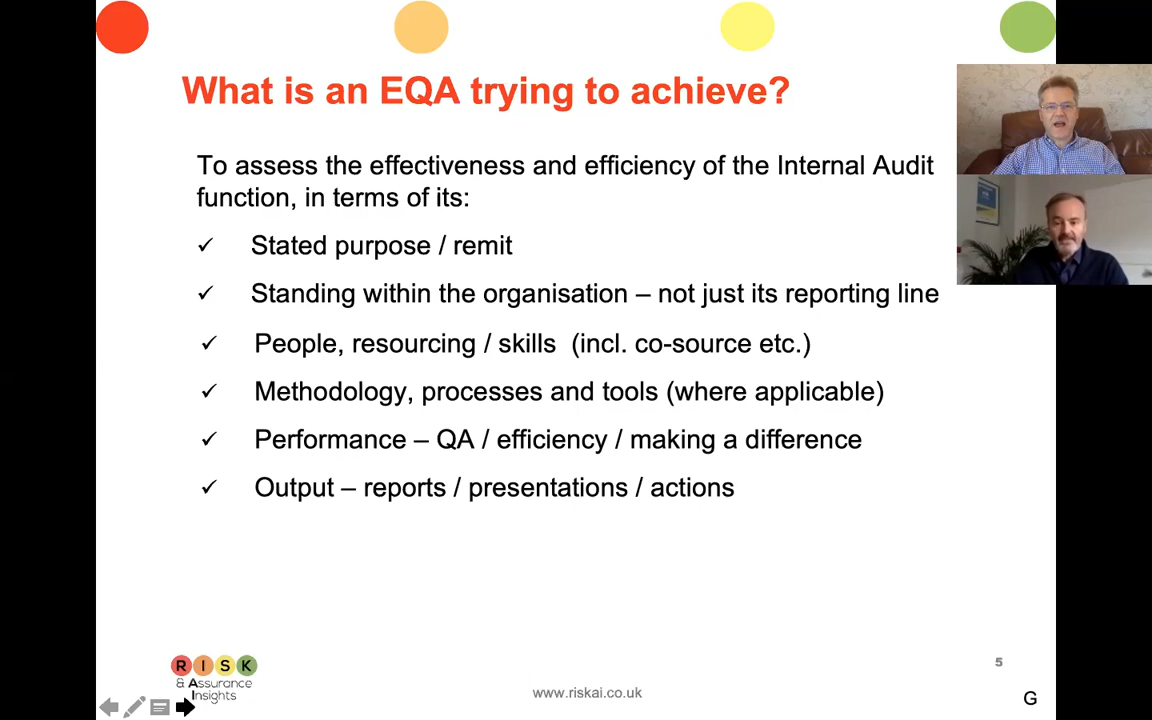 What is an EQA trying to achieve?
To assess the effectiveness and efficiency of the Internal Audit
function, in terms of its:
✓ Stated purpose / remit
✓ Standing within the organisation – not just its reporting line
✓ People, resourcing / skills (incl. co-source etc.)
✓ Methodology, processes and tools (where applicable)
✓ Performance – QA / efficiency / making a difference
✓ Output – reports / presentations / actions
RISK
& Assurance
Insights
www.riskai.co.uk
5
G